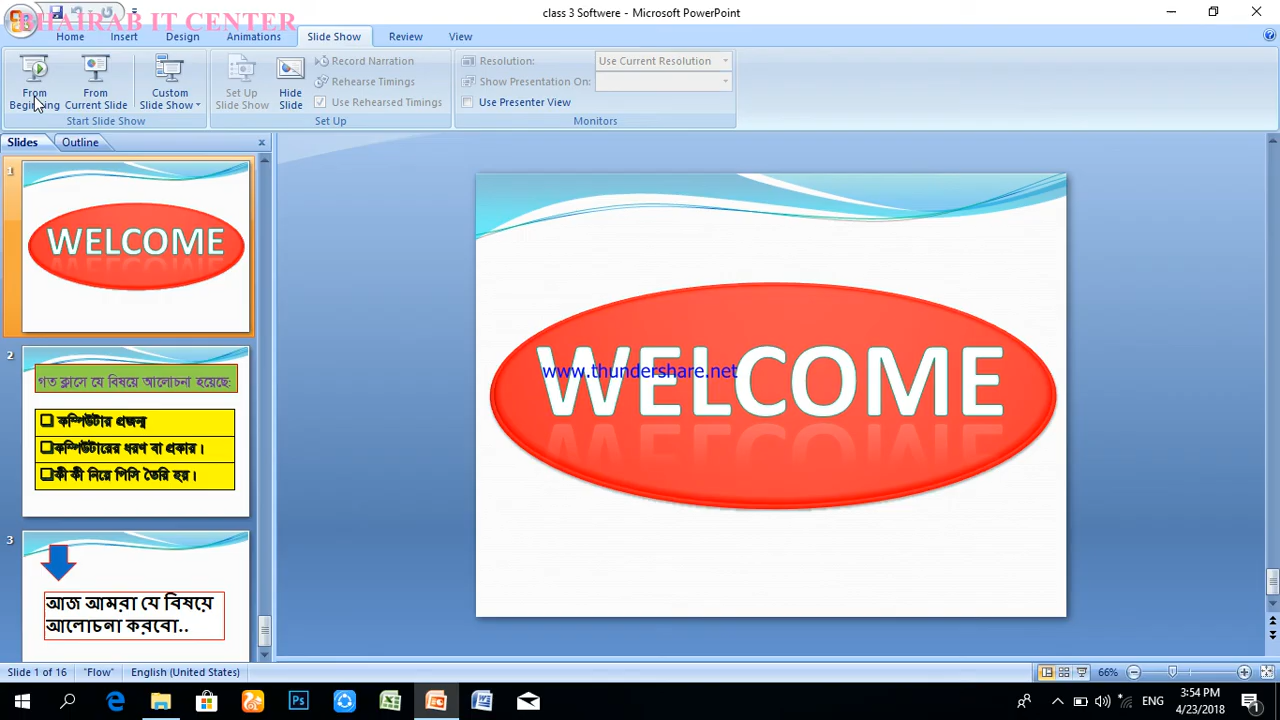 BHAIRAB IT CENTER
class 3 Softwere - Microsoft PowerPoint
Home Insert Design Animations Slide Show Review View
From Beginning
From Current Slide
Custom Slide Show
Start Slide Show
Set Up Slide Show
Hide Slide
Record Narration
Rehearse Timings
Use Rehearsed Timings
Set Up
Resolution: Use Current Resolution
Show Presentation On:
Use Presenter View
Monitors
Slides Outline
1
WELCOME
2
গত ক্লাসে যে বিষয়ে আলোচনা হয়েছে:
কম্পিউটার প্রজন্ম
কম্পিউটারের ধরণ বা প্রকার।
কী কী নিয়ে পিসি তৈরি হয়।
3
আজ আমরা যে বিষয়ে
আলোচনা করবো..
WELCOME
www.thundershare.net
Slide 1 of 16 "Flow" English (United States) 66%
ENG 3:54 PM
4/23/2018